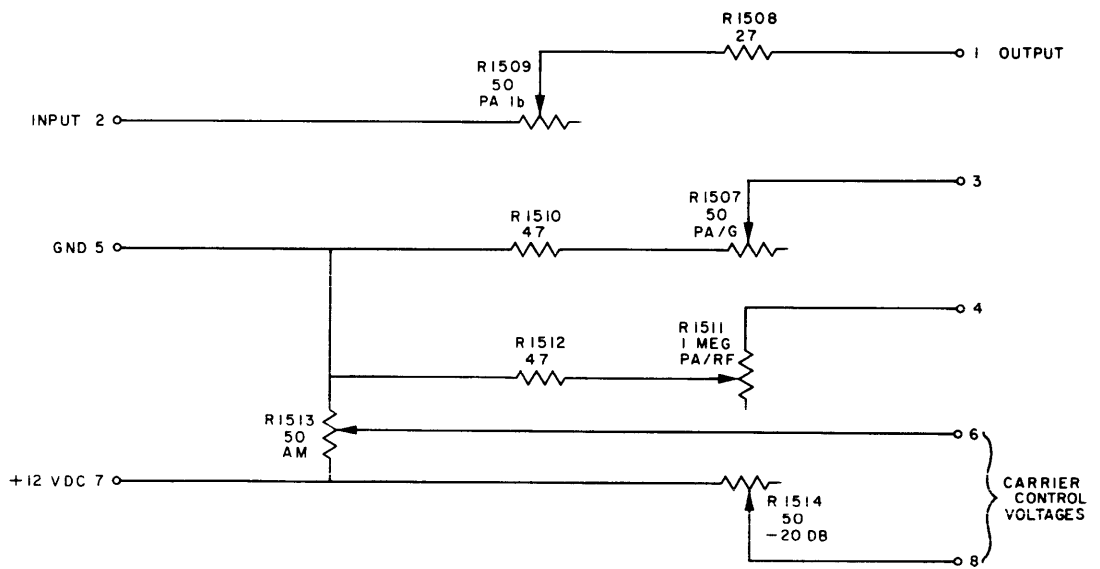 R1508
27
1 OUTPUT
R1509
50
PA Ib
INPUT 2
3
R1507
50
PA/G
R1510
47
GND 5
4
R1511
1 MEG
PA/RF
R1512
47
R1513
50
AM
6
+12 VDC 7
R1514
50
-20 DB
CARRIER
CONTROL
VOLTAGES
8